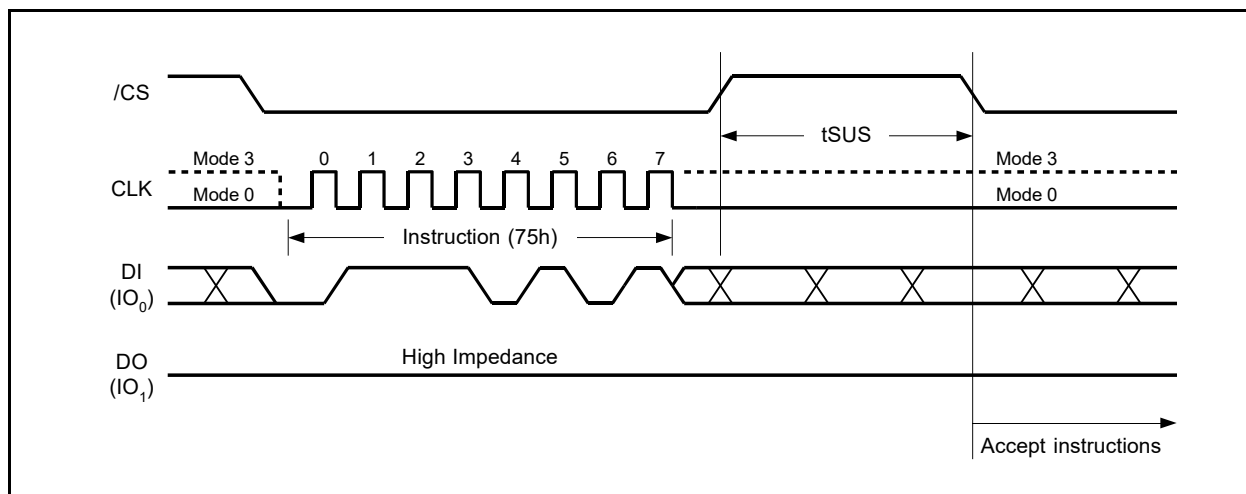 /CS
tSUS
Mode 3 0 1 2 3 4 5 6 7 Mode 3
CLK
Mode 0 Mode 0
Instruction (75h)
DI
(IO0)
High Impedance
DO
(IO1)
Accept instructions